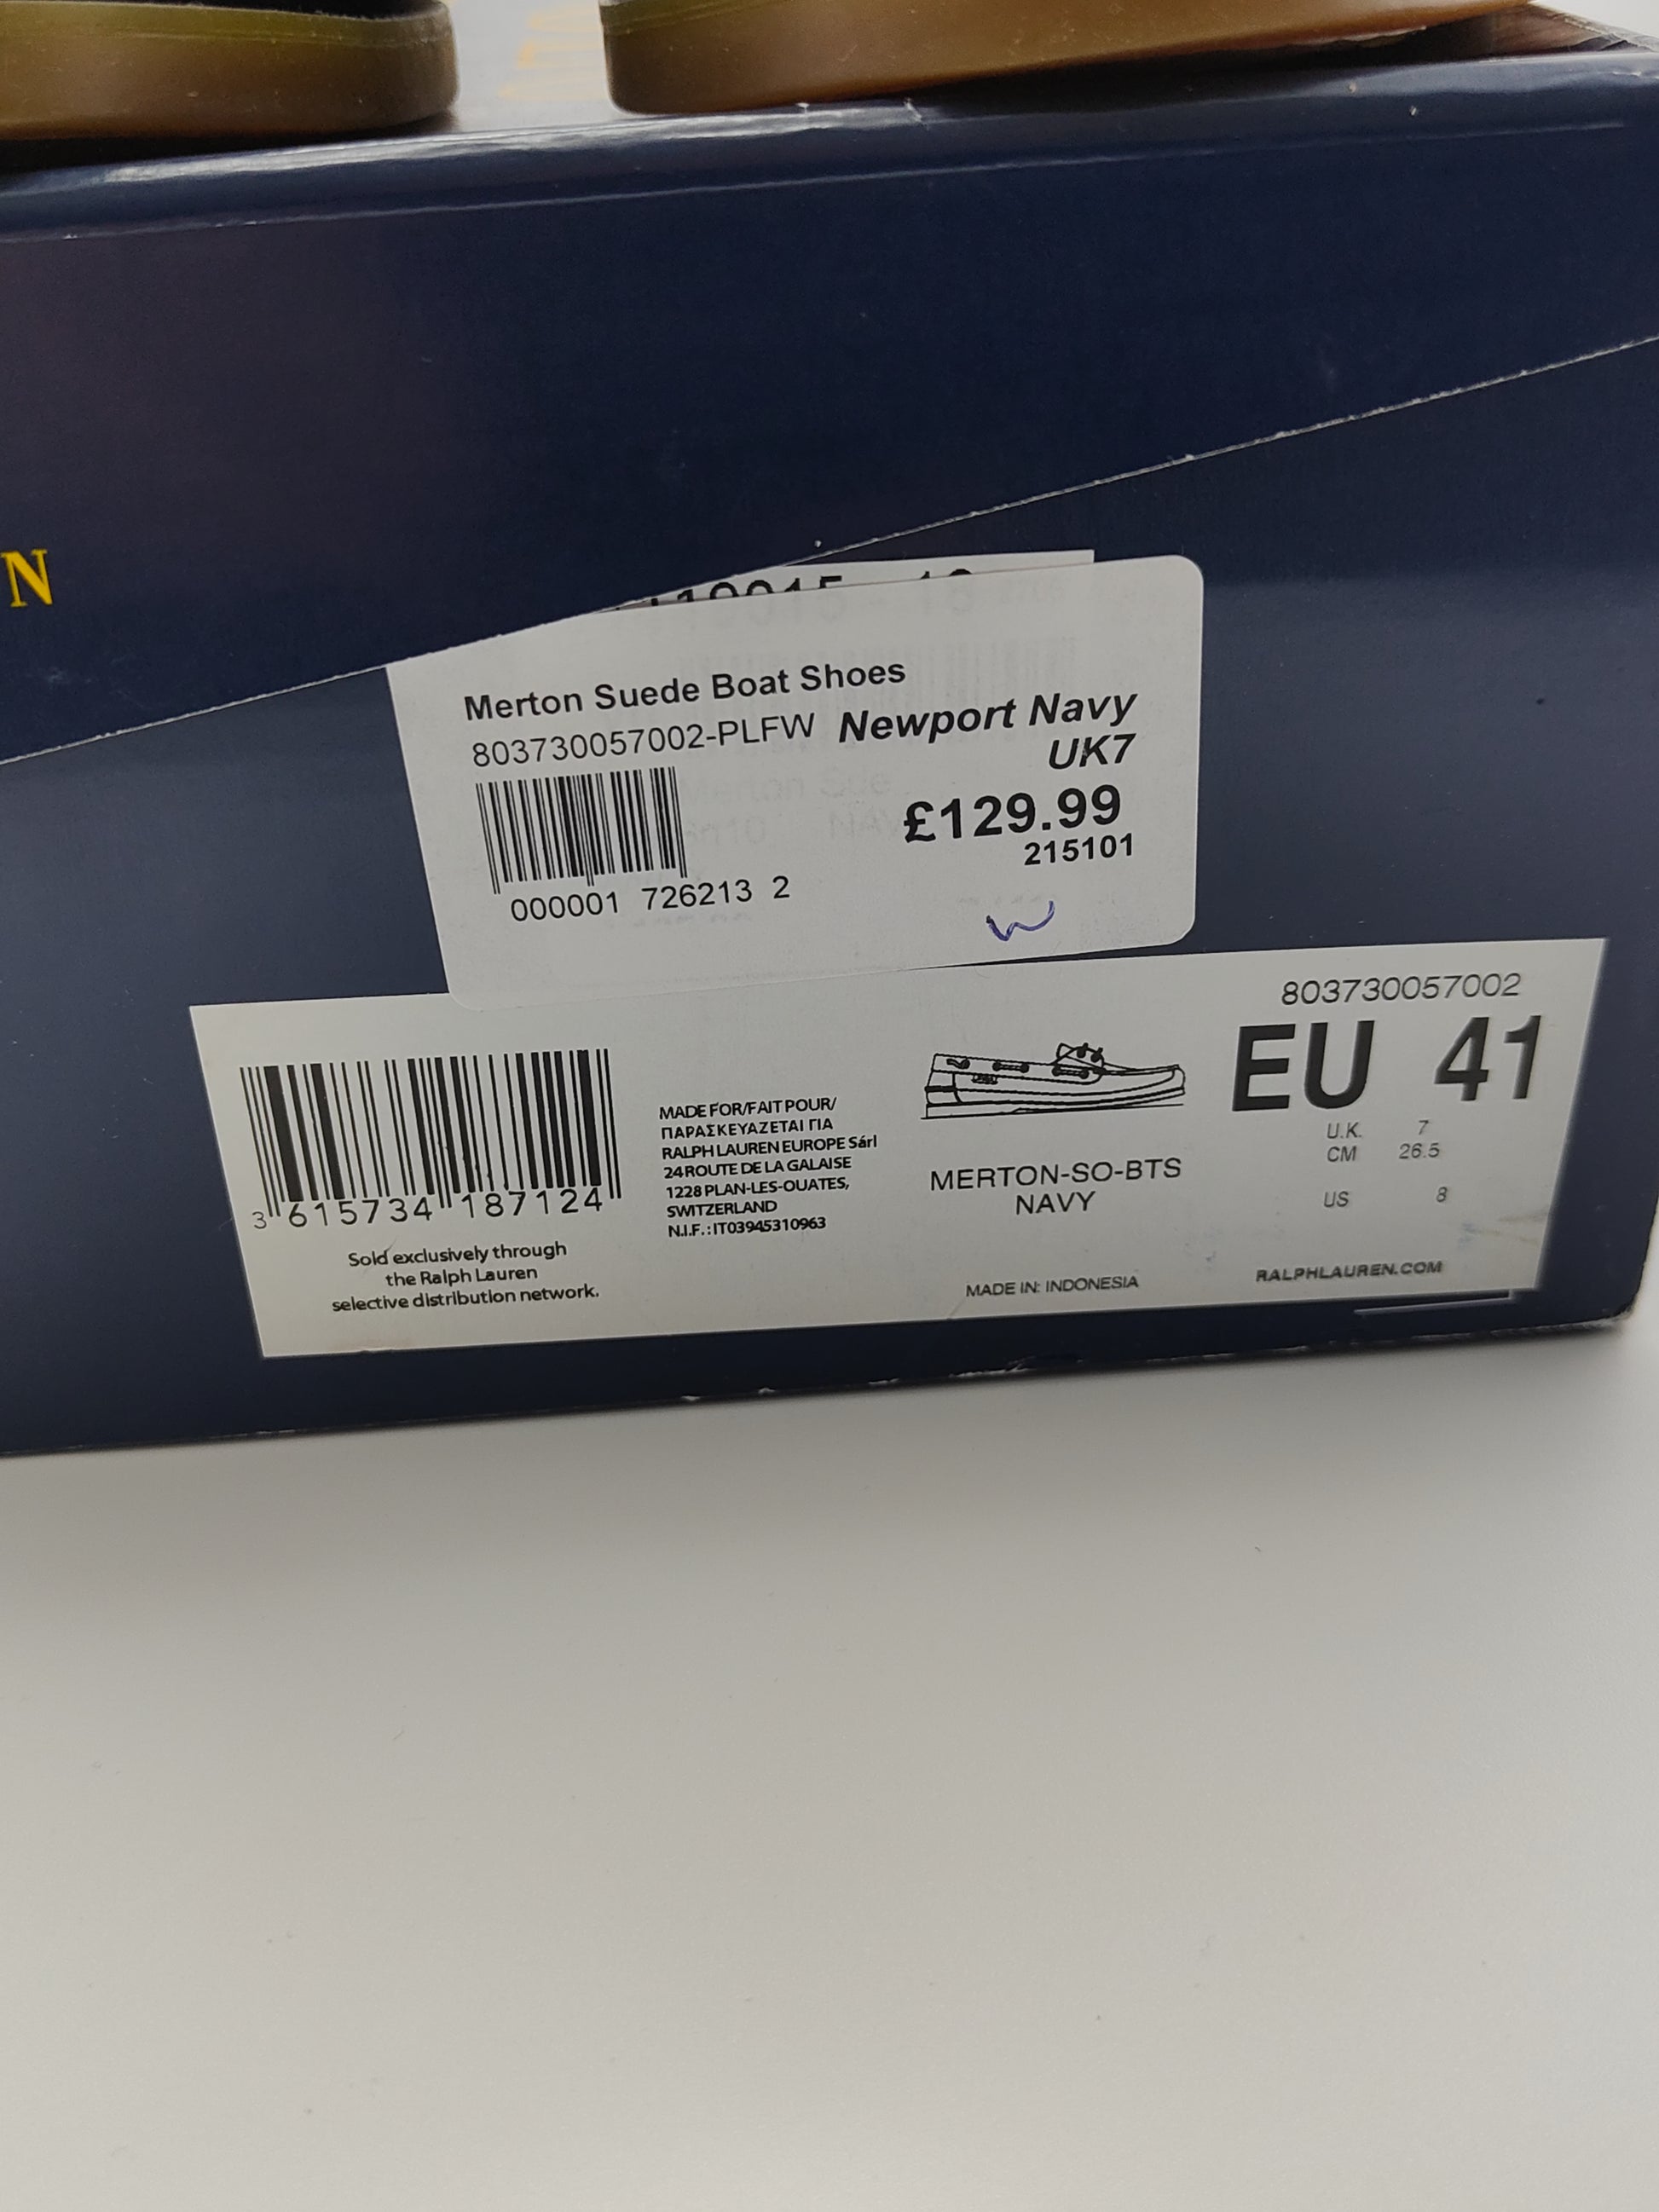 N
Merton Suede Boat Shoes
803730057002-PLFW Newport Navy
UK7
£129.99
215101
000001 726213 2
803730057002
EU 41
U.K. 7
CM 26.5
US 8
RALPHLAUREN.COM
MERTON-SO-BTS
NAVY
MADE IN: INDONESIA
MADE FOR/FAIT POUR/
ΠΑΡΑΣΚΕΥΑΖΕΤΑΙ ΓΙΑ
RALPH LAUREN EUROPE Sárl
24 ROUTE DE LA GALAISE
1228 PLAN-LES-OUATES,
SWITZERLAND
N.I.F.:IT03945310963
3 615734 187124
Sold exclusively through
the Ralph Lauren
selective distribution network.